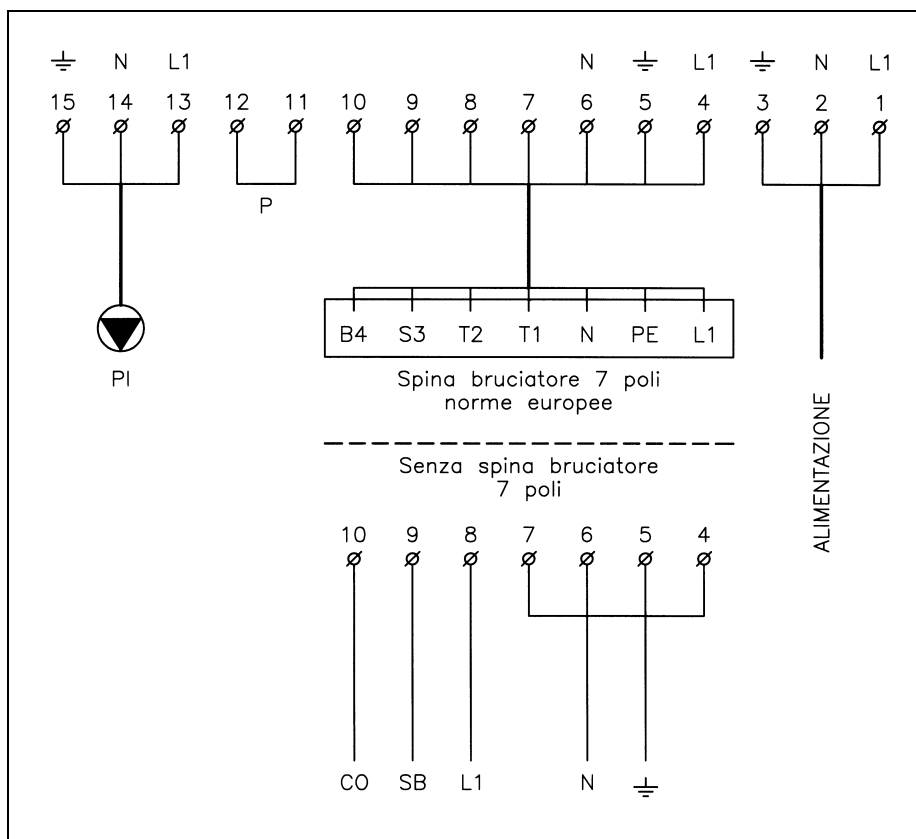 N L1 N L1 N L1
15 14 13 12 11 10 9 8 7 6 5 4 3 2 1
P
B4 S3 T2 T1 N PE L1
PI
Spina bruciatore 7 poli
norme europee
ALIMENTAZIONE
Senza spina bruciatore
7 poli
10 9 8 7 6 5 4
CO SB L1 N